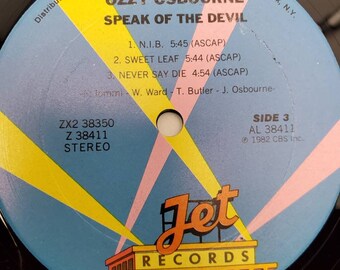 Distribut
N.Y.
OZZY OSBOURNE
SPEAK OF THE DEVIL
1. N.I.B. 5:45 (ASCAP)
2. SWEET LEAF 5:44 (ASCAP)
3. NEVER SAY DIE 4:54 (ASCAP)
Iommi - W. Ward - T. Butler - J. Osbourne-
ZX2 38350
Z 38411
STEREO
SIDE 3
AL 38411
℗ 1982 CBS Inc.
Jet
RECORDS